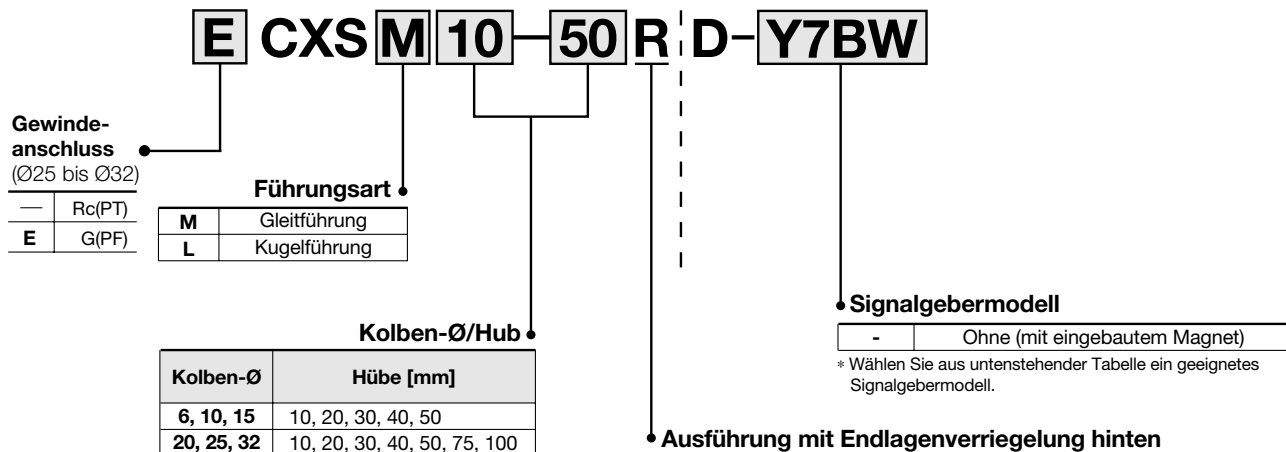 E CXS M 10-50 R D-Y7BW
Gewinde-
anschluss
(Ø25 bis Ø32)
— Rc(PT)
E G(PF)
Führungsart
M Gleitführung
L Kugelführung
Kolben-Ø/Hub
Kolben-Ø Hübe [mm]
6, 10, 15 10, 20, 30, 40, 50
20, 25, 32 10, 20, 30, 40, 50, 75, 100
Signalgebermodell
- Ohne (mit eingebautem Magnet)
* Wählen Sie aus untenstehender Tabelle ein geeignetes
Signalgebermodell.
Ausführung mit Endlagenverriegelung hinten